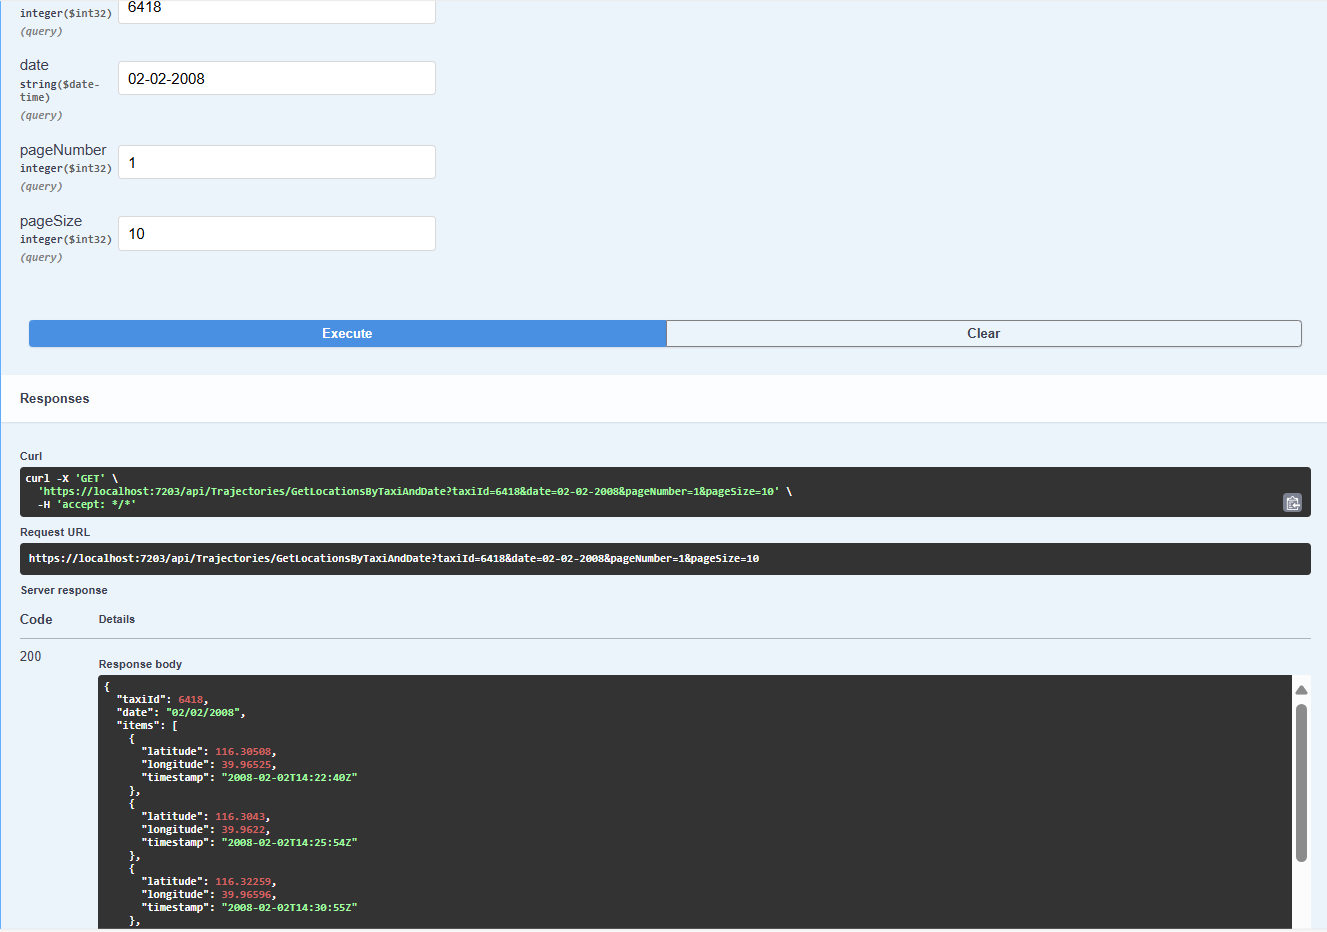 integer($int32)
6418
(query)
date
string($date-
time)
02-02-2008
(query)
pageNumber
integer($int32)
1
(query)
pageSize
integer($int32)
10
(query)
Execute
Clear
Responses
Curl
curl -X 'GET' \
'https://localhost:7203/api/Trajectories/GetLocationsByTaxiAndDate?taxiId=6418&date=02-02-2008&pageNumber=1&pageSize=10' \
-H 'accept: */*'
Request URL
https://localhost:7203/api/Trajectories/GetLocationsByTaxiAndDate?taxiId=6418&date=02-02-2008&pageNumber=1&pageSize=10
Server response
Code Details
200
Response body
{
"taxiId": 6418,
"date": "02/02/2008",
"items": [
{
"latitude": 116.30508,
"longitude": 39.96525,
"timestamp": "2008-02-02T14:22:40Z"
},
{
"latitude": 116.3043,
"longitude": 39.9622,
"timestamp": "2008-02-02T14:25:54Z"
},
{
"latitude": 116.32259,
"longitude": 39.96596,
"timestamp": "2008-02-02T14:30:55Z"
},